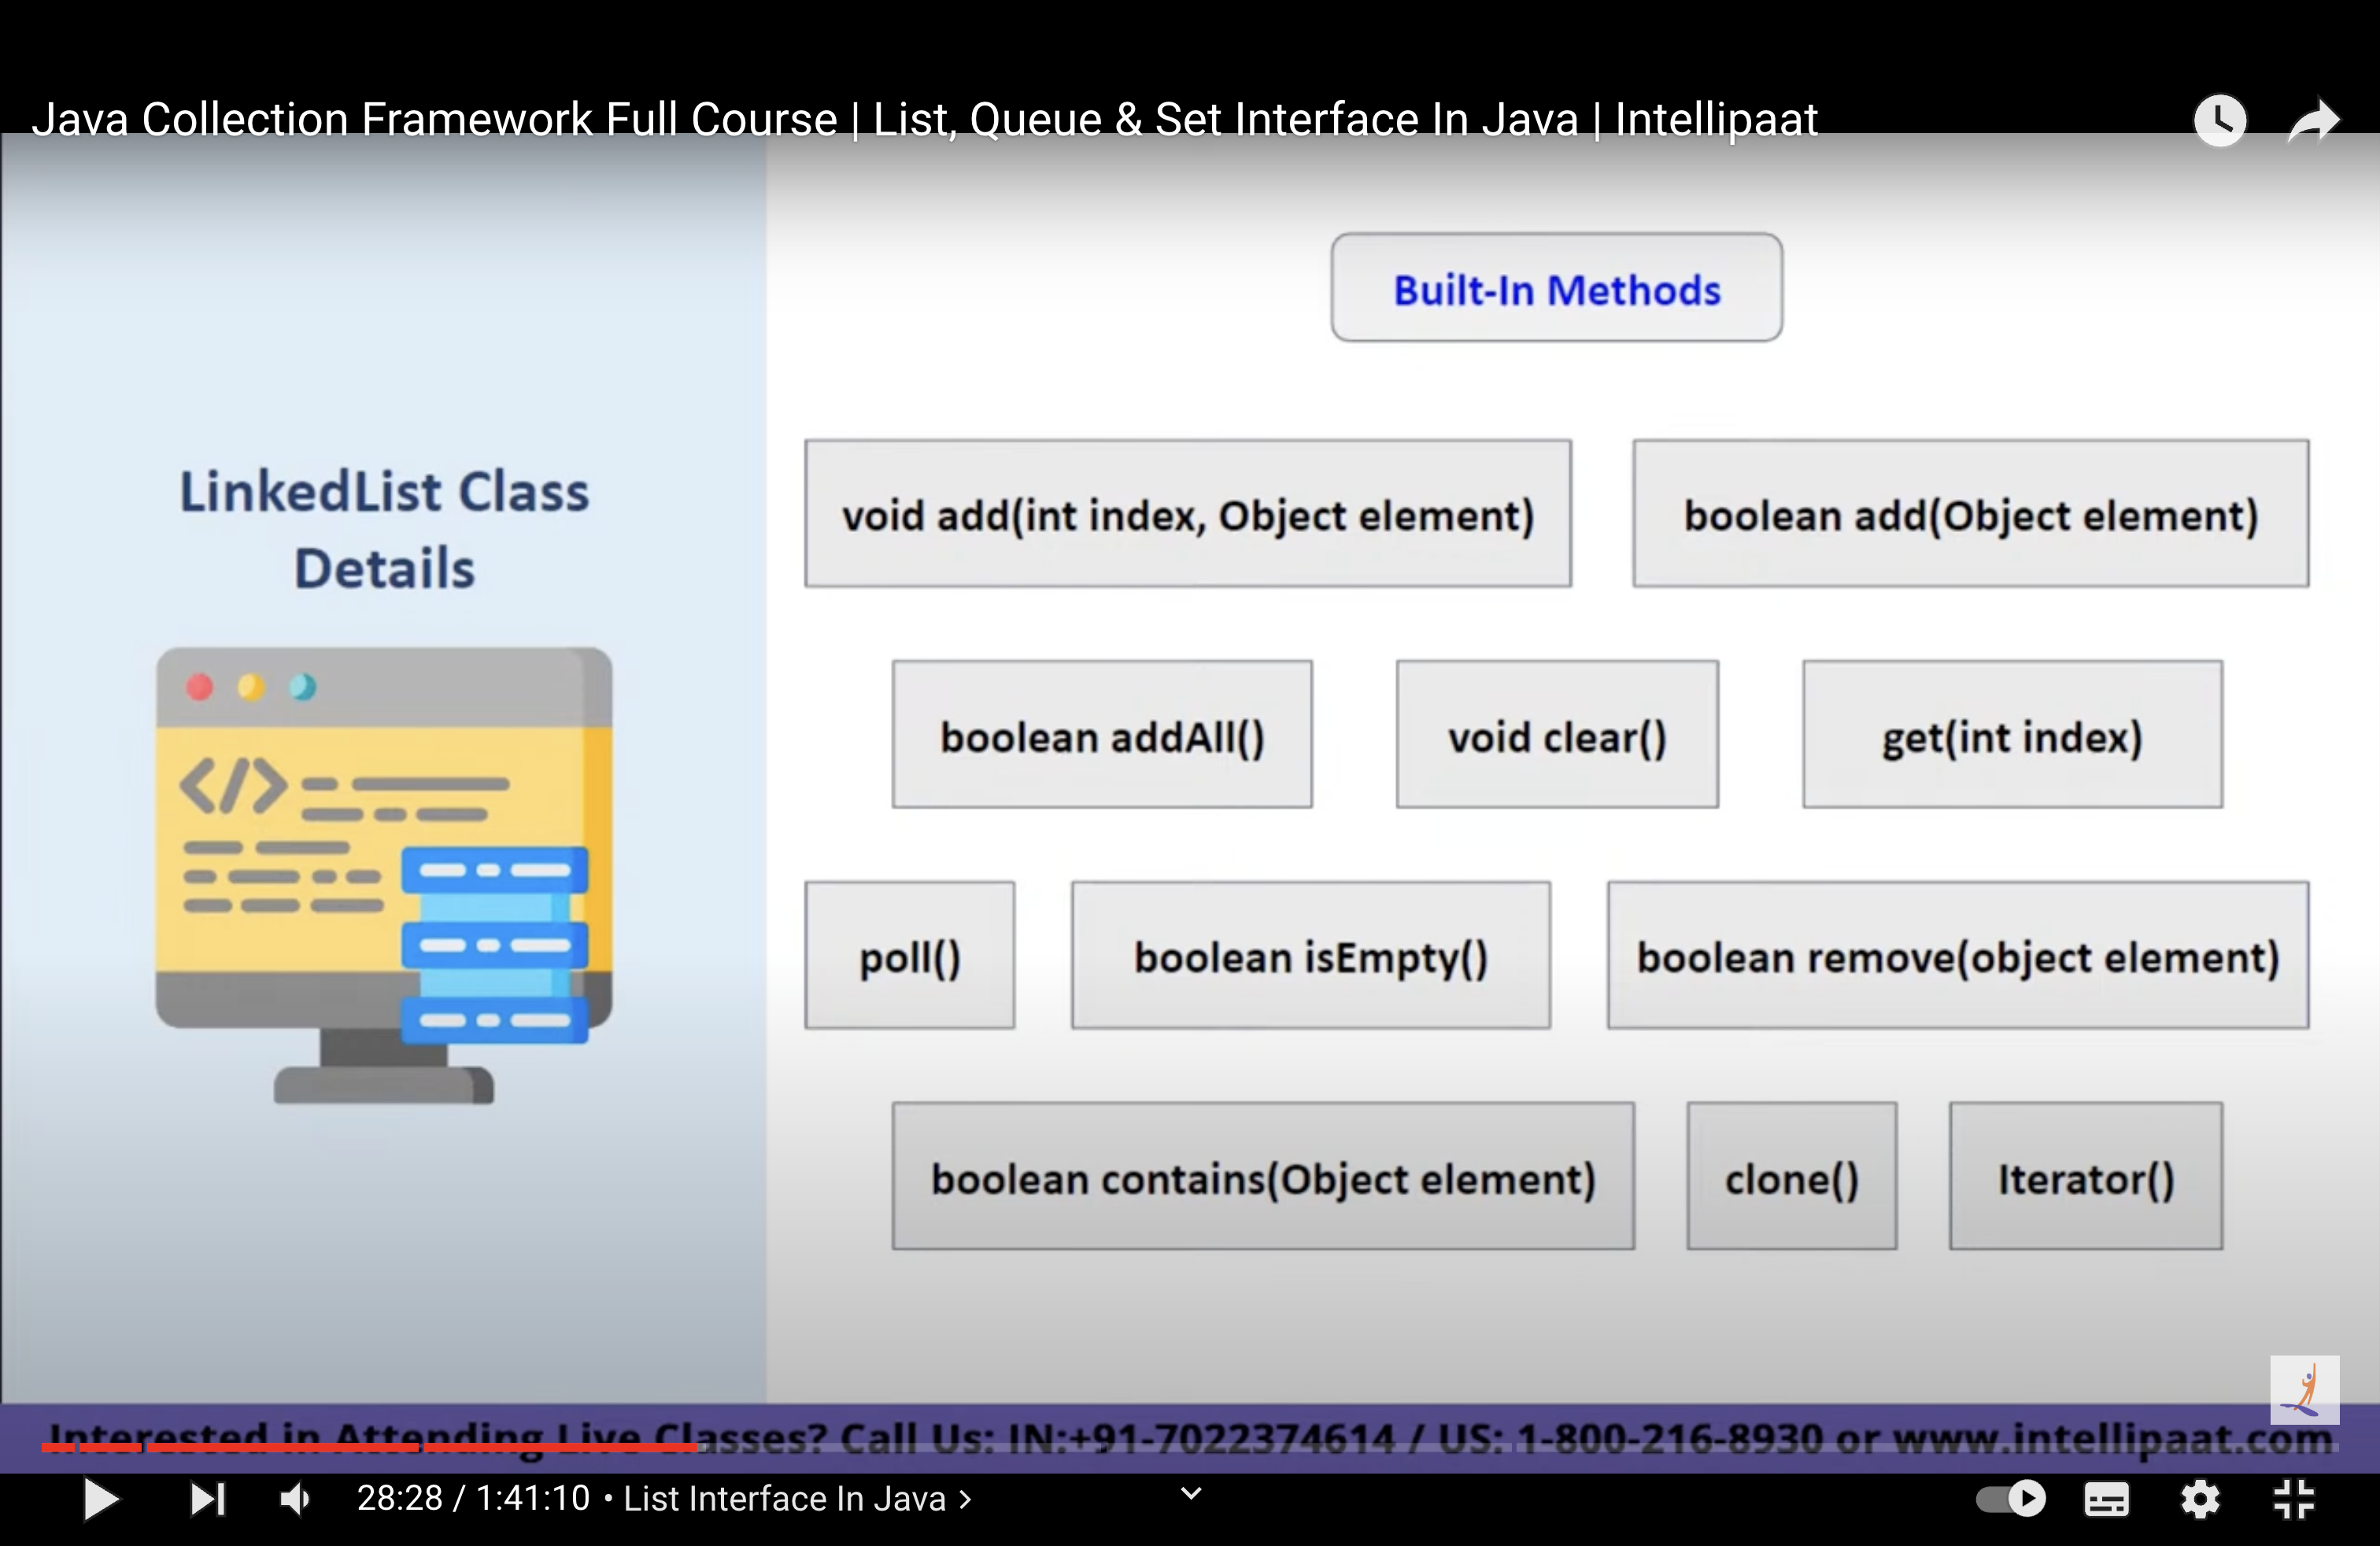 Java Collection Framework Full Course | List, Queue & Set Interface In Java | Intellipaat
Built-In Methods
LinkedList Class
Details
void add(int index, Object element)
boolean add(Object element)
boolean addAll()
void clear()
get(int index)
</>
poll()
boolean isEmpty()
boolean remove(object element)
boolean contains(Object element)
clone()
Iterator()
Interested in Attending Live Classes? Call Us: IN:+91-7022374614 / US: 1-800-216-8930 or www.intellipaat.com
28:28 / 1:41:10 • List Interface In Java >